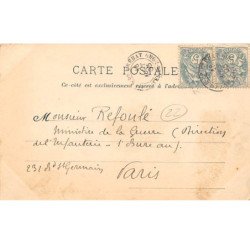 CARTE POSTALE
Ce côté est exclusivement réservé à l'adresse
Monsieur Refouté
Ministère de la Guerre (Direction
de l'Infanterie - 1er Bureau)
231 Bd St Germain
Paris